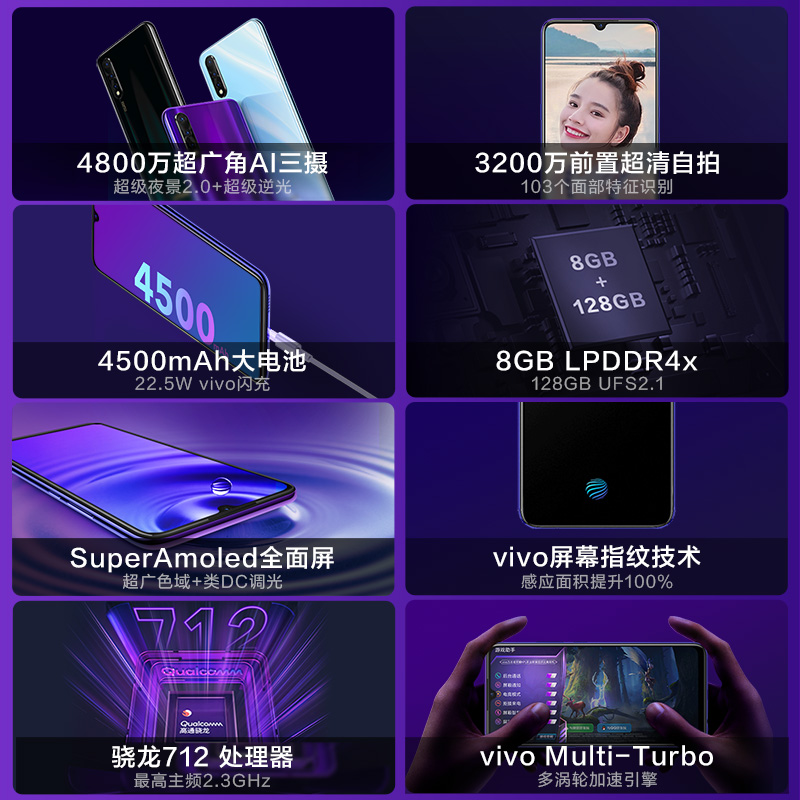 4800万超广角AI三摄
超级夜景2.0+超级逆光
3200万前置超清自拍
103个面部特征识别
4500
4500mAh大电池
22.5W vivo闪充
8GB
+
128GB
8GB LPDDR4x
128GB UFS2.1
SuperAmoled全面屏
超广色域+类DC调光
vivo屏幕指纹技术
感应面积提升100%
712
Qualcomm
Qualcomm
高通骁龙
骁龙712 处理器
最高主频2.3GHz
游戏助手
vivo Multi-Turbo
多涡轮加速引擎